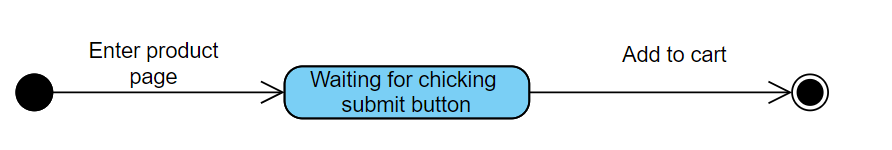 Enter product
page
Waiting for chicking
submit button
Add to cart